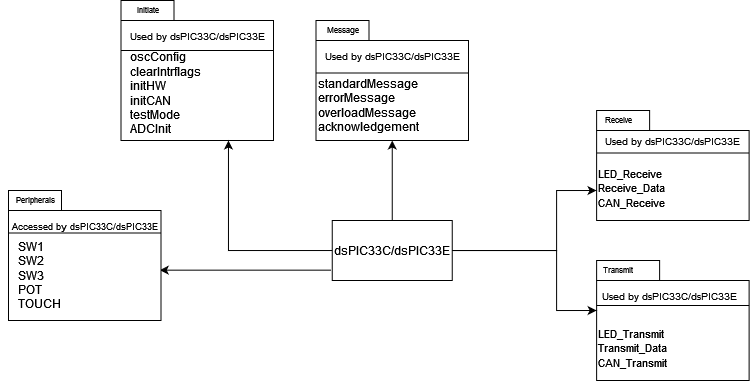 Initiate
Used by dsPIC33C/dsPIC33E
oscConfig
clearIntrflags
initHW
initCAN
testMode
ADCInit
Message
Used by dsPIC33C/dsPIC33E
standardMessage
errorMessage
overloadMessage
acknowledgement
Receive
Used by dsPIC33C/dsPIC33E
LED_Receive
Receive_Data
CAN_Receive
Peripherals
Accessed by dsPIC33C/dsPIC33E
SW1
SW2
SW3
POT
TOUCH
dsPIC33C/dsPIC33E
Transmit
Used by dsPIC33C/dsPIC33E
LED_Transmit
Transmit_Data
CAN_Transmit